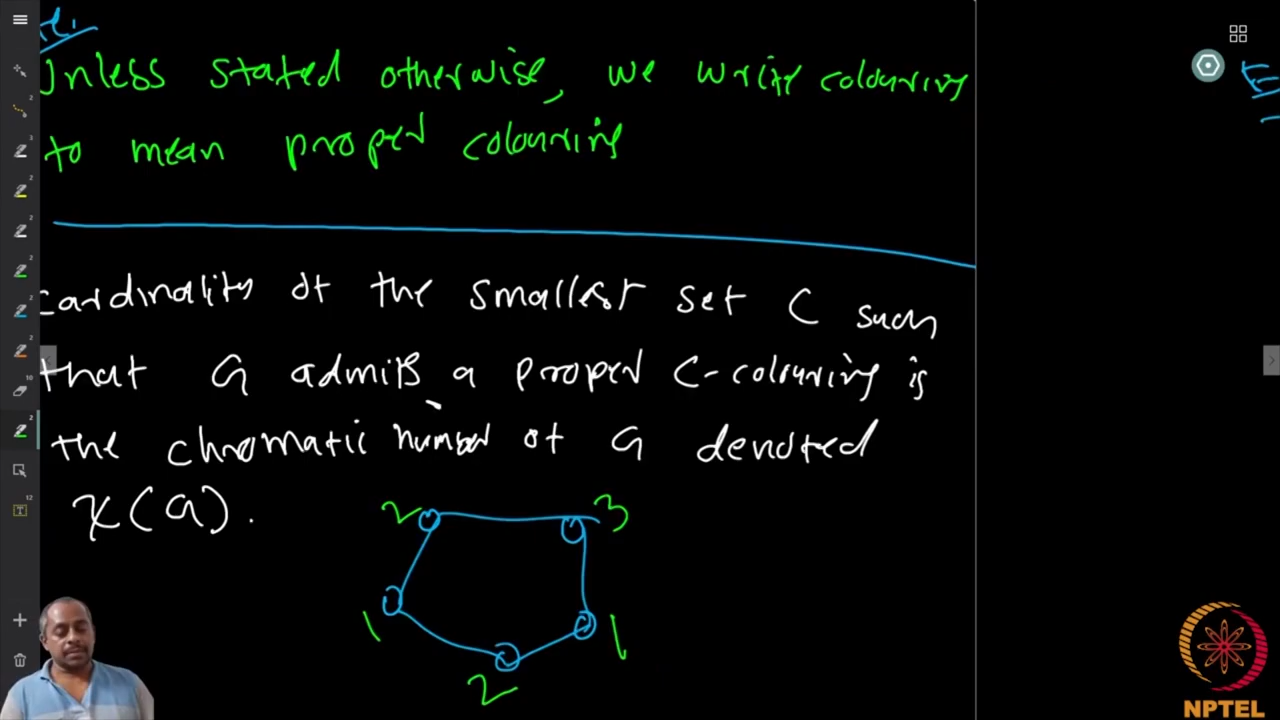 te.
Unless stated otherwise, we write colouring
to mean proper colouring
cardinality of the smallest set C such
that G admits a proper C-colouring is
the chromatic number of G denoted
χ(G).
2 3
1 1
2
NPTEL